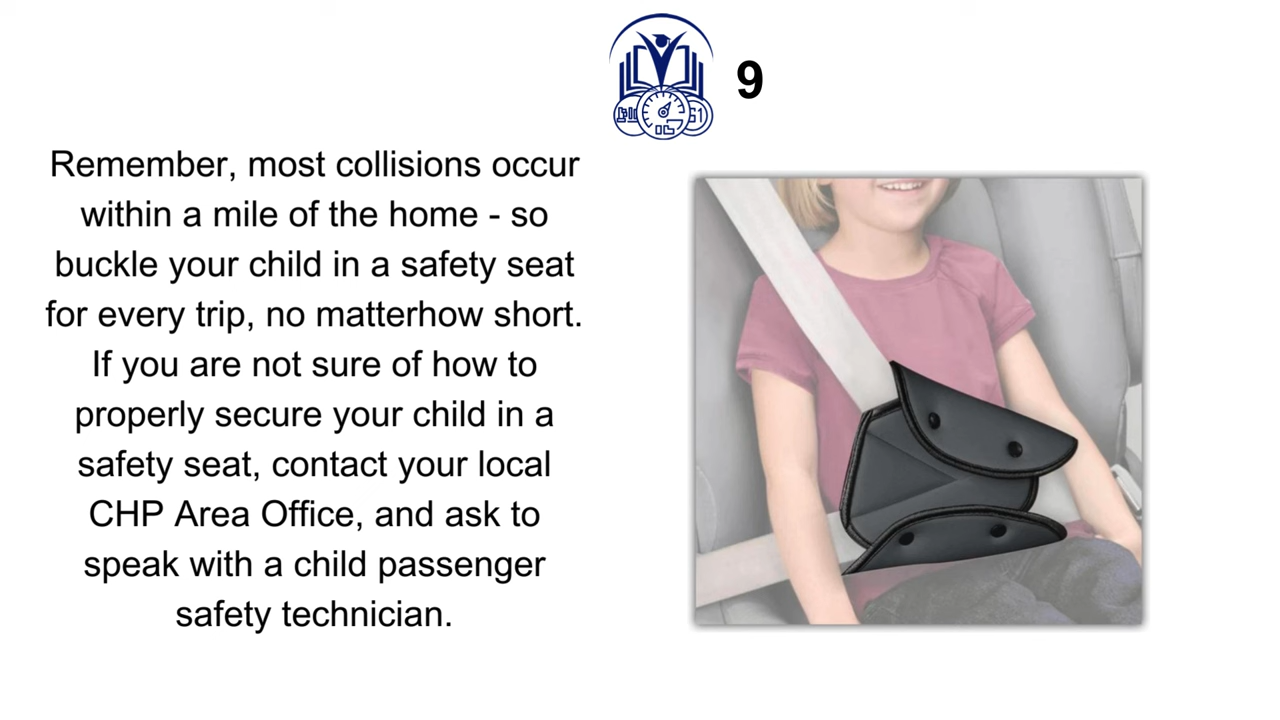 9
Remember, most collisions occur
within a mile of the home - so
buckle your child in a safety seat
for every trip, no matterhow short.
If you are not sure of how to
properly secure your child in a
safety seat, contact your local
CHP Area Office, and ask to
speak with a child passenger
safety technician.